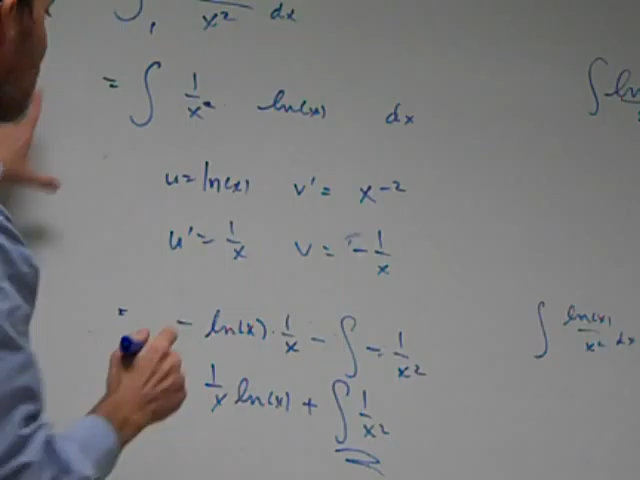 ∫₁ ‾x² dx
= ∫ 1/x² ln(x) dx
∫ ln
u = ln(x) v' = x⁻²
u' = 1/x v = -1/x
= - ln(x) · 1/x - ∫ - 1/x²
∫ ln(x)/x² dx
1/x ln(x) + ∫ 1/x²